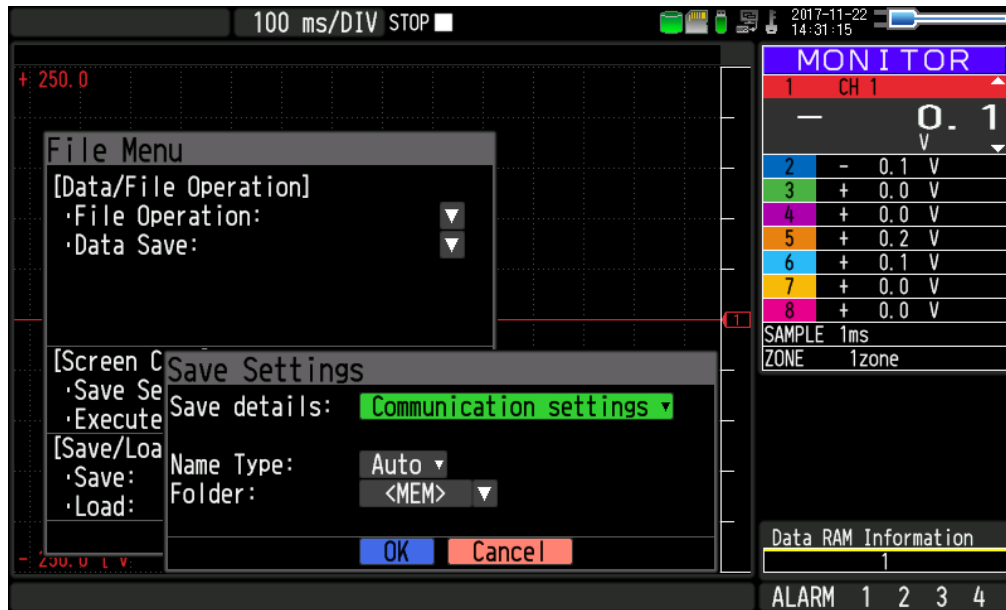 100 ms/DIV STOP
2017-11-22
14:31:15
+ 250.0
MONITOR
1 CH 1
- 0.1
V
2 - 0.1 V
3 + 0.0 V
4 + 0.0 V
5 + 0.2 V
6 + 0.1 V
7 + 0.0 V
8 + 0.0 V
SAMPLE 1ms
ZONE 1zone
File Menu
[Data/File Operation]
·File Operation:
·Data Save:
1
[Screen C
·Save Se
·Execute
[Save/Loa
·Save:
·Load:
Save Settings
Save details: Communication settings
Name Type: Auto
Folder: <MEM>
OK Cancel
- 250.0 [ V
Data RAM Information
1
ALARM 1 2 3 4